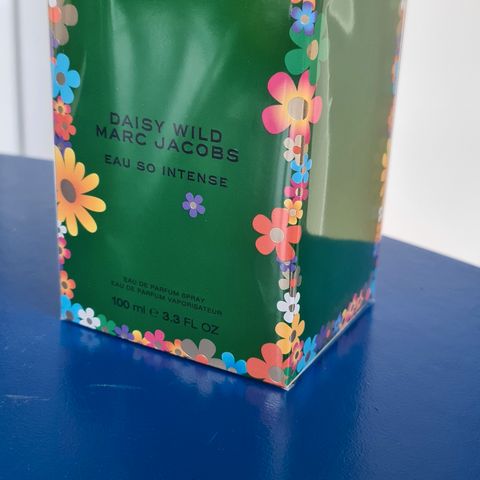 DAISY WILD
MARC JACOBS
EAU SO INTENSE
EAU DE PARFUM SPRAY
EAU DE PARFUM VAPORISATEUR
100 ml ℮ 3.3 FL OZ